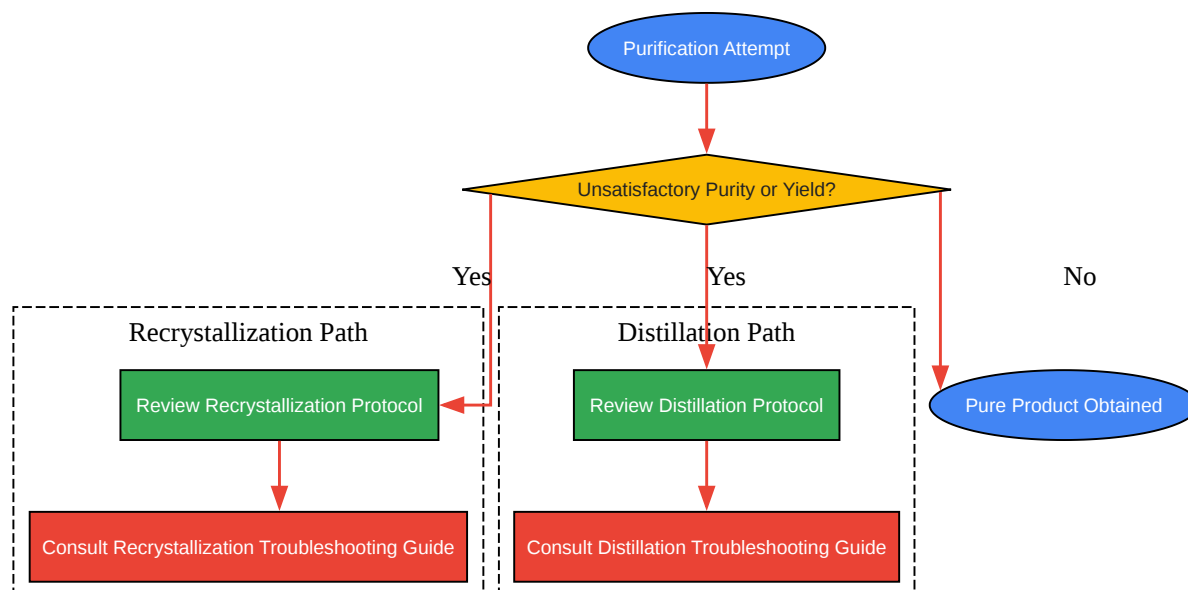 Purification Attempt
Unsatisfactory Purity or Yield?
Yes
Yes
No
Recrystallization Path
Distillation Path
Review Recrystallization Protocol
Review Distillation Protocol
Pure Product Obtained
Consult Recrystallization Troubleshooting Guide
Consult Distillation Troubleshooting Guide